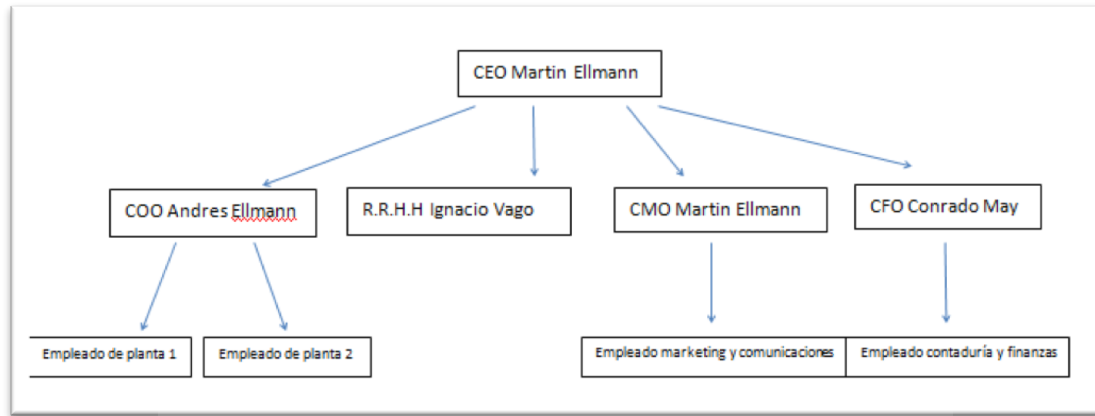 CEO Martin Ellmann
COO Andres Ellmann
R.R.H.H Ignacio Vago
CMO Martin Ellmann
CFO Conrado May
Empleado de planta 1
Empleado de planta 2
Empleado marketing y comunicaciones
Empleado contaduría y finanzas